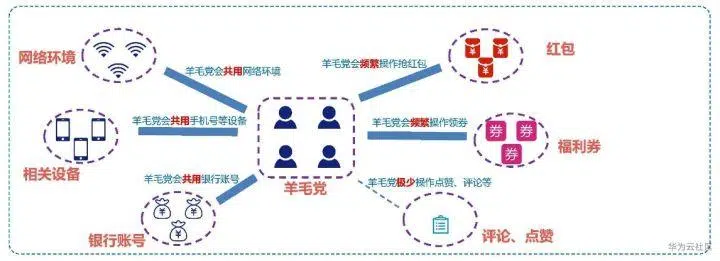 网络环境
羊毛党会共用网络环境
羊毛党会频繁操作抢红包
红包
羊毛党会共用手机号等设备
羊毛党会频繁操作领券
券 券
券
相关设备
福利券
羊毛党会共用银行账号
羊毛党
羊毛党极少操作点赞、评论等
银行账号
评论、点赞
华为云社区